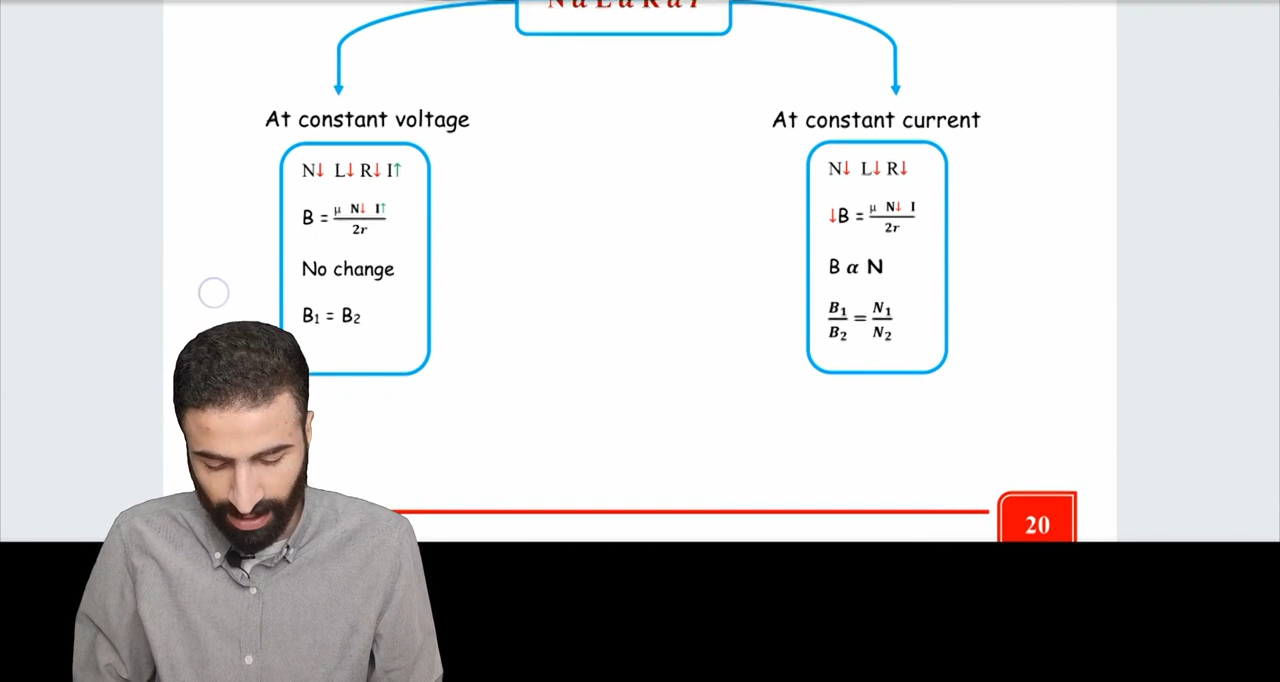 At constant voltage
N↓ L↓ R↓ I↑
B = μ N↓ I↑ / 2r
No change
B₁ = B₂
At constant current
N↓ L↓ R↓
↓B = μ N↓ I / 2r
B α N
B₁/B₂ = N₁/N₂
20